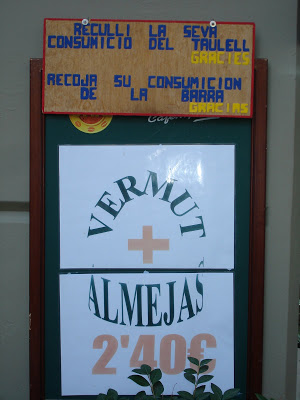 RECULLI LA SEVA
CONSUMICIO DEL TAULELL
GRACIES
RECOJA SU CONSUMICION
DE LA BARRA
GRACIAS
VERMUT
+
ALMEJAS
2'40€